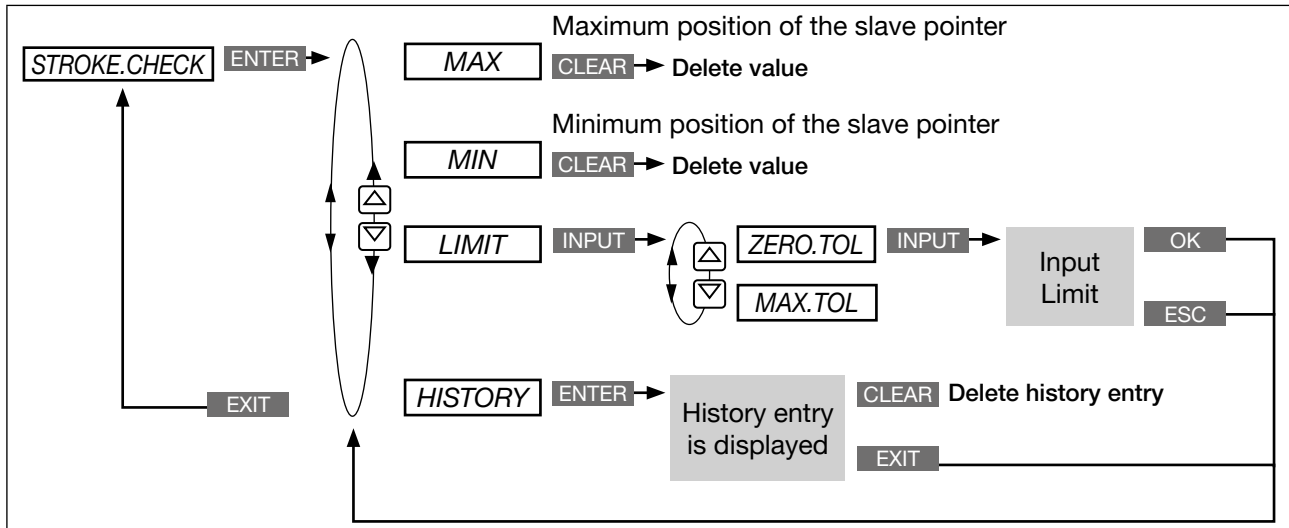 STROKE.CHECK ENTER
MAX
Maximum position of the slave pointer
CLEAR Delete value
MIN
Minimum position of the slave pointer
CLEAR Delete value
LIMIT INPUT
ZERO.TOL INPUT
MAX.TOL
Input
Limit
OK
ESC
HISTORY ENTER
History entry
is displayed
CLEAR Delete history entry
EXIT
EXIT